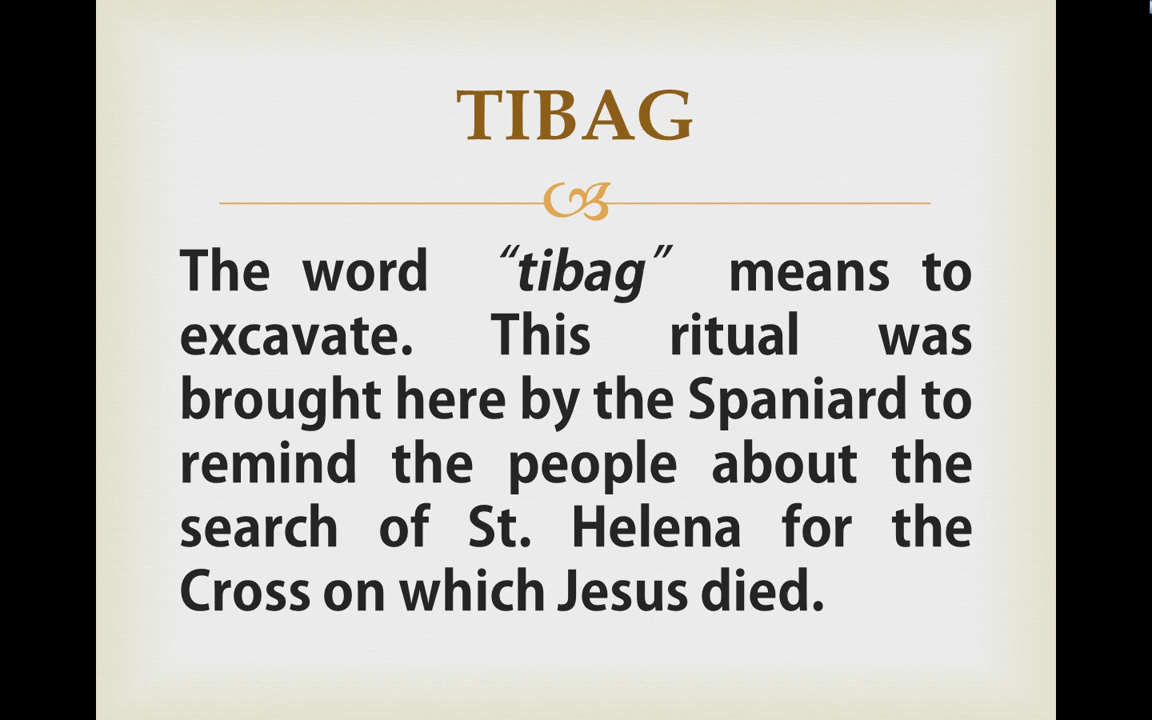 TIBAG
The word “tibag” means to
excavate. This ritual was
brought here by the Spaniard to
remind the people about the
search of St. Helena for the
Cross on which Jesus died.